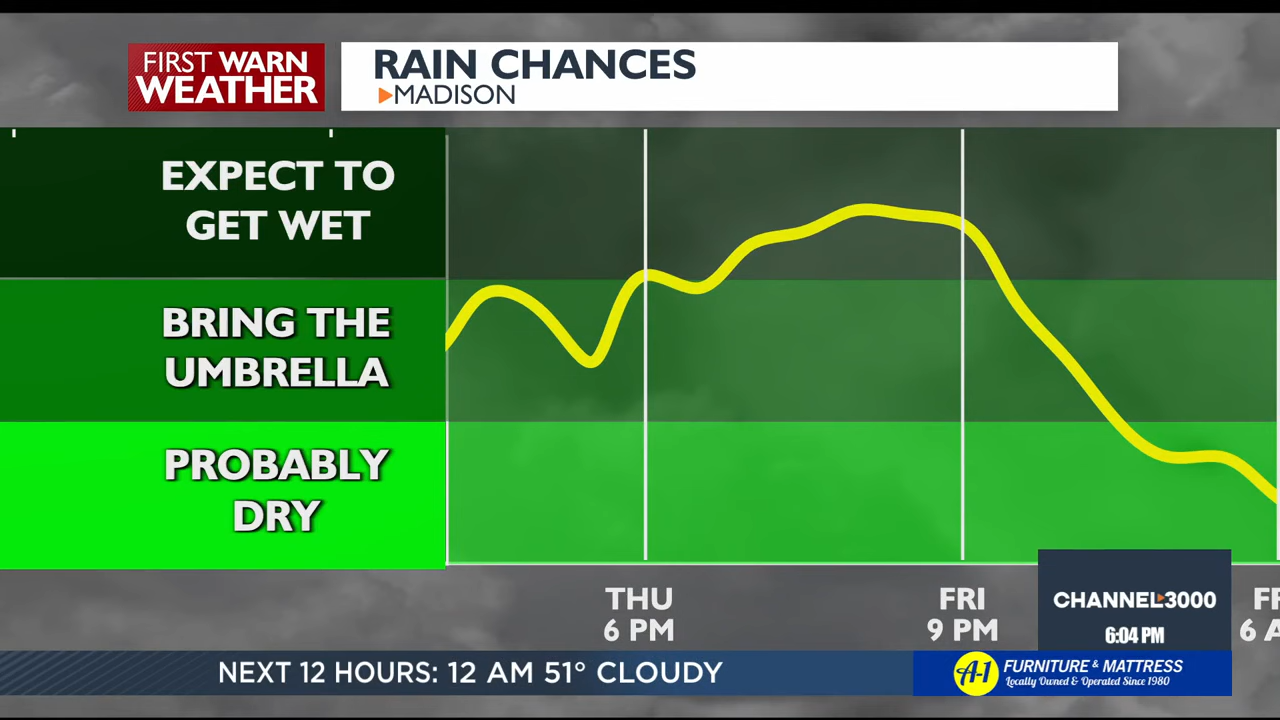 FIRST WARN
WEATHER
RAIN CHANCES
MADISON
EXPECT TO
GET WET
BRING THE
UMBRELLA
PROBABLY
DRY
THU
6 PM
FRI
9 PM
CHANNEL3000
6:04 PM
6 A
NEXT 12 HOURS: 12 AM 51° CLOUDY
A-1
FURNITURE & MATTRESS
Locally Owned & Operated Since 1980